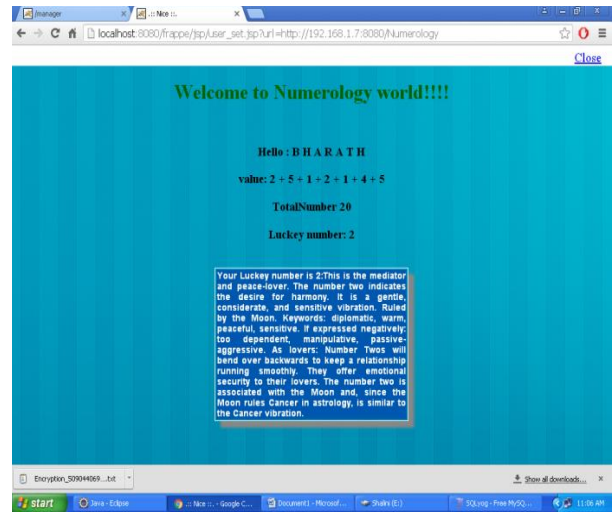 /manager
.:: Nice ::.
localhost:8080/frappe/jsp/user_set.jsp?url=http://192.168.1.7:8080/Numerology
Close
Welcome to Numerology world!!!!
Hello : B H A R A T H
value: 2 + 5 + 1 + 2 + 1 + 4 + 5
TotalNumber 20
Luckey number: 2
Your Luckey number is 2:This is the mediator
and peace-lover. The number two indicates
the desire for harmony. It is a gentle,
considerate, and sensitive vibration. Ruled
by the Moon. Keywords: diplomatic, warm,
peaceful, sensitive. If expressed negatively:
too dependent, manipulative, passive-
aggressive. As lovers: Number Twos will
bend over backwards to keep a relationship
running smoothly. They offer emotional
security to their lovers. The number two is
associated with the Moon and, since the
Moon rules Cancer in astrology, is similar to
the Cancer vibration.
Encryption_509044069....txt
Show all downloads...
start
Java - Eclipse
.:: Nice ::. - Google C...
Document1 - Microsof...
Shalini (E:)
SQLyog - Free MySQ...
11:06 AM